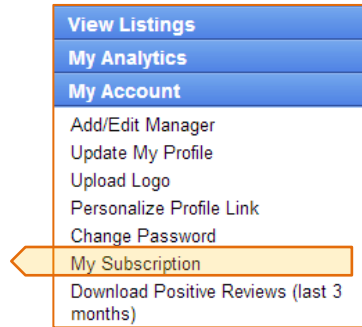 View Listings
My Analytics
My Account
Add/Edit Manager
Update My Profile
Upload Logo
Personalize Profile Link
Change Password
My Subscription
Download Positive Reviews (last 3
months)